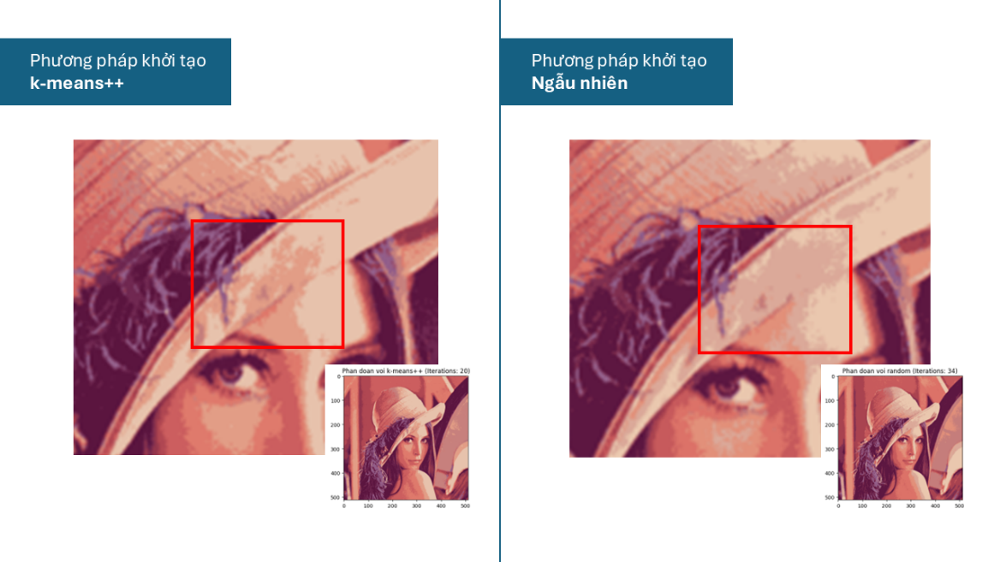 Phương pháp khởi tạo
k-means++
Phương pháp khởi tạo
Ngẫu nhiên
Phan doan voi k-means++ (Iterations: 20)
0
100
200
300
400
500
0 100 200 300 400 500
Phan doan voi random (Iterations: 34)
0
100
200
300
400
500
0 100 200 300 400 500